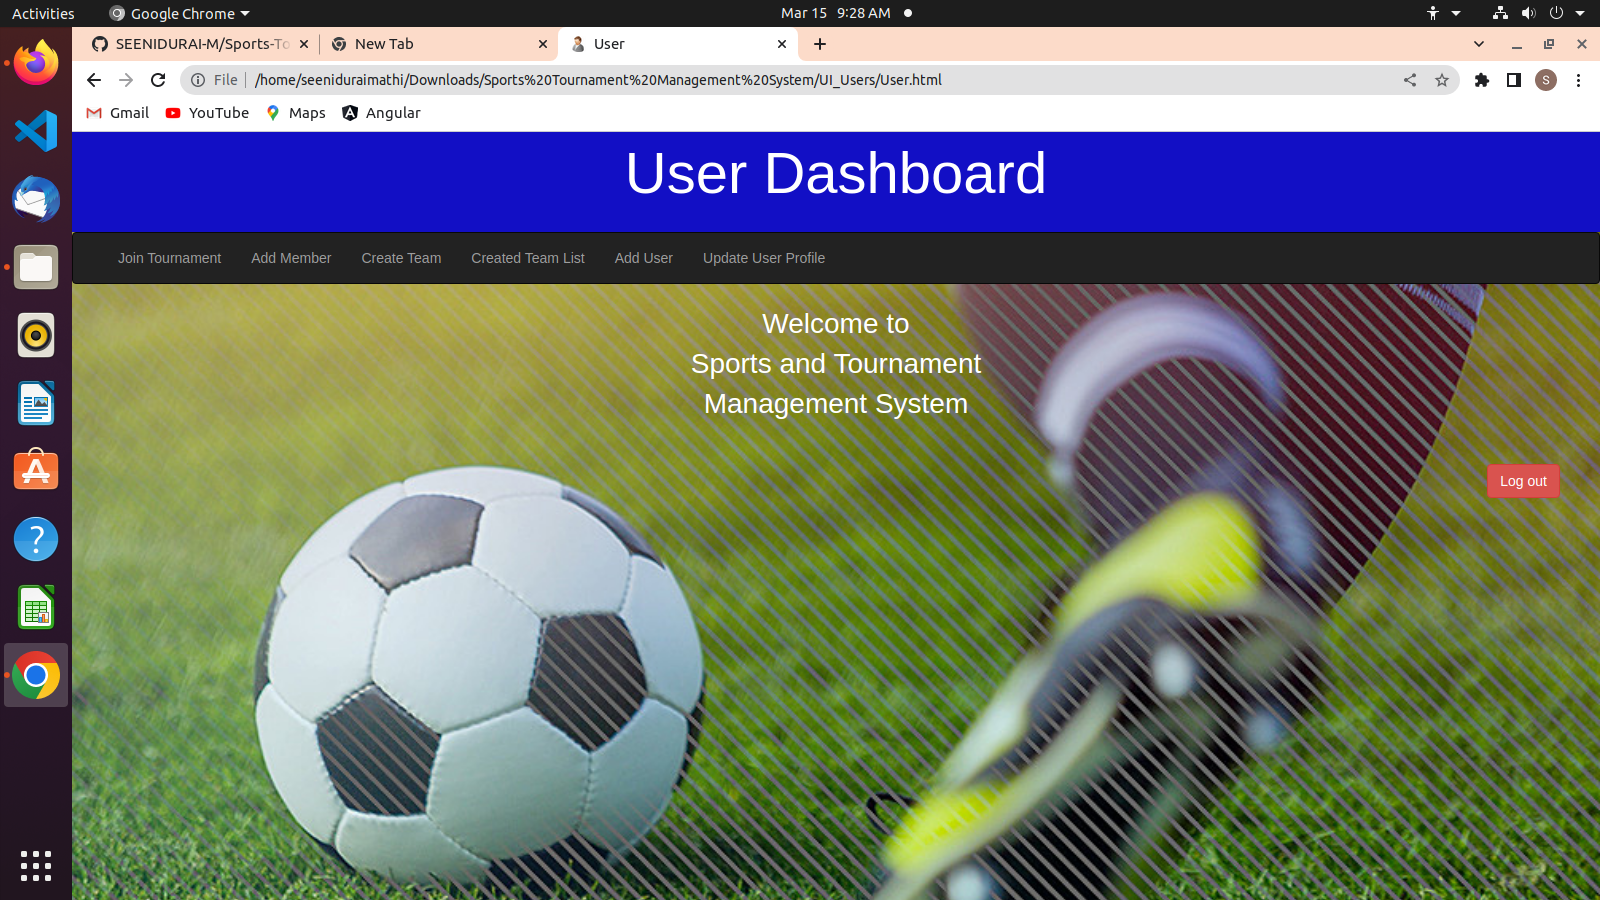 Activities
Google Chrome
Mar 15 9:28 AM
SEENIDURAI-M/Sports-To
New Tab
User
File
/home/seeniduraimathi/Downloads/Sports%20Tournament%20Management%20System/UI_Users/User.html
S
Gmail
YouTube
Maps
Angular
User Dashboard
Join Tournament
Add Member
Create Team
Created Team List
Add User
Update User Profile
Welcome to
Sports and Tournament
Management System
Log out